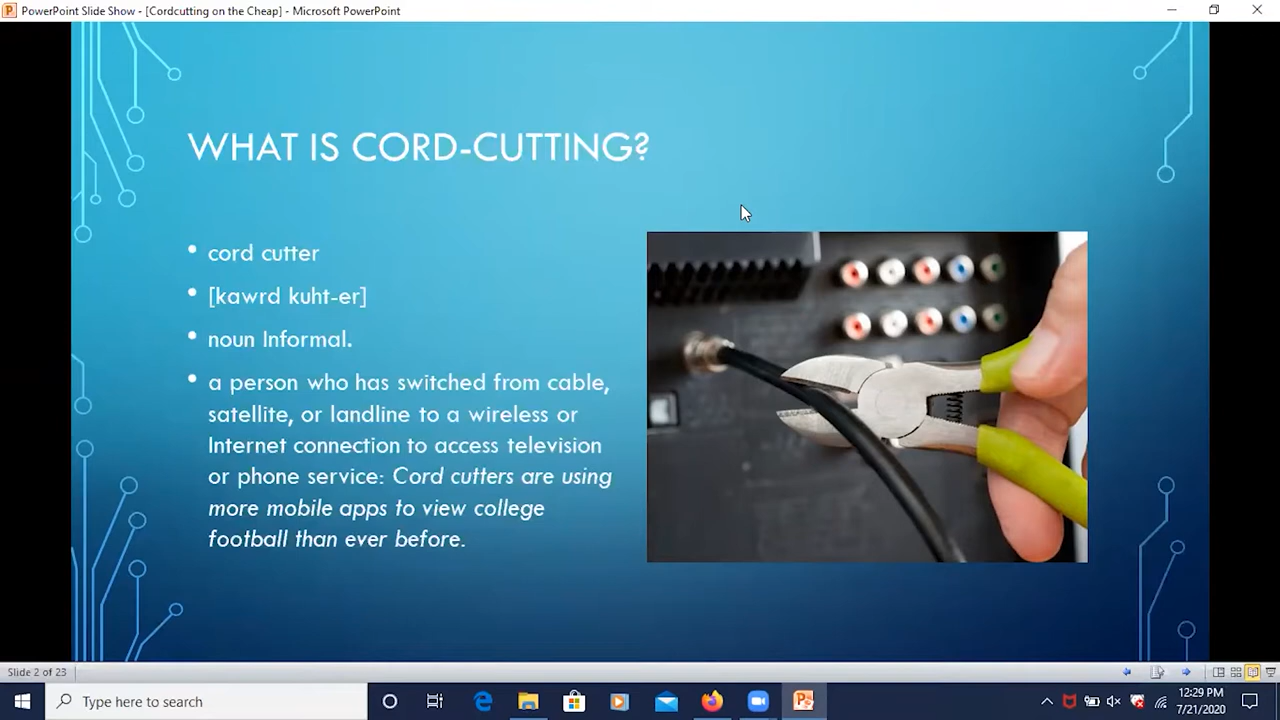 PowerPoint Slide Show - [Cordcutting on the Cheap] - Microsoft PowerPoint
WHAT IS CORD-CUTTING?
• cord cutter
• [kawrd kuht-er]
• noun Informal.
• a person who has switched from cable,
satellite, or landline to a wireless or
Internet connection to access television
or phone service: Cord cutters are using
more mobile apps to view college
football than ever before.
Slide 2 of 23
Type here to search
12:29 PM
7/21/2020